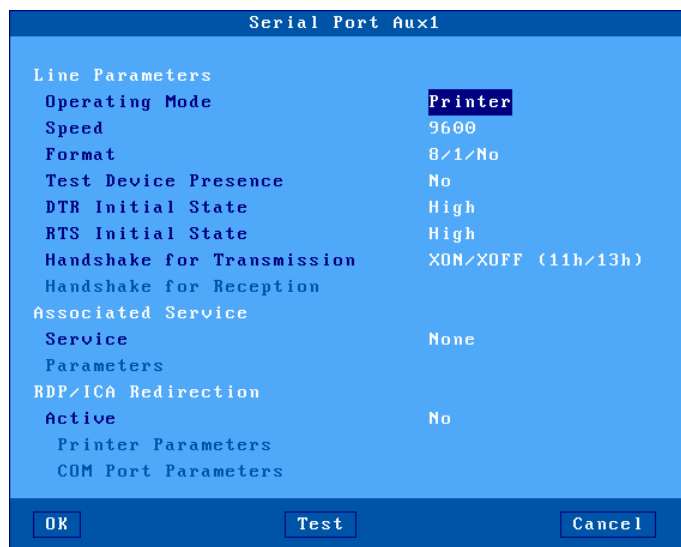 Serial Port Aux1
Line Parameters
Operating Mode Printer
Speed 9600
Format 8/1/No
Test Device Presence No
DTR Initial State High
RTS Initial State High
Handshake for Transmission XON/XOFF (11h/13h)
Handshake for Reception
Associated Service
Service None
Parameters
RDP/ICA Redirection
Active No
Printer Parameters
COM Port Parameters
OK Test Cancel